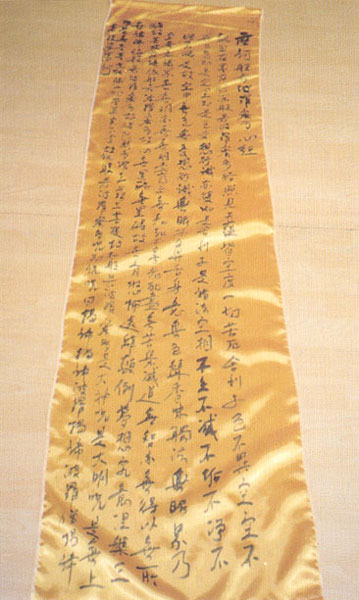 摩訶般若波羅蜜多心經
觀自在菩薩行深般若波羅蜜多時照見五蘊皆空度一切苦厄舍利子色不異空空不
異色色即是空空即是色受想行識亦復如是舍利子是諸法空相不生不滅不垢不淨不
增不減是故空中無色無受想行識無眼耳鼻舌身意無色聲香味觸法無眼界乃
至無意識界無無明亦無無明盡乃至無老死亦無老死盡無苦集滅道無智亦無得以無所
得故菩提薩埵依般若波羅蜜多故心無罣礙無罣礙故無有恐怖遠離顛倒夢想究竟涅槃三
世諸佛依般若波羅蜜多故得阿耨多羅三藐三菩提故知般若波羅蜜多是大神咒是大明咒是無上
咒是無等等咒能除一切苦真實不虛故說般若波羅蜜多咒即說咒曰揭諦揭諦波羅揭諦波羅僧揭諦